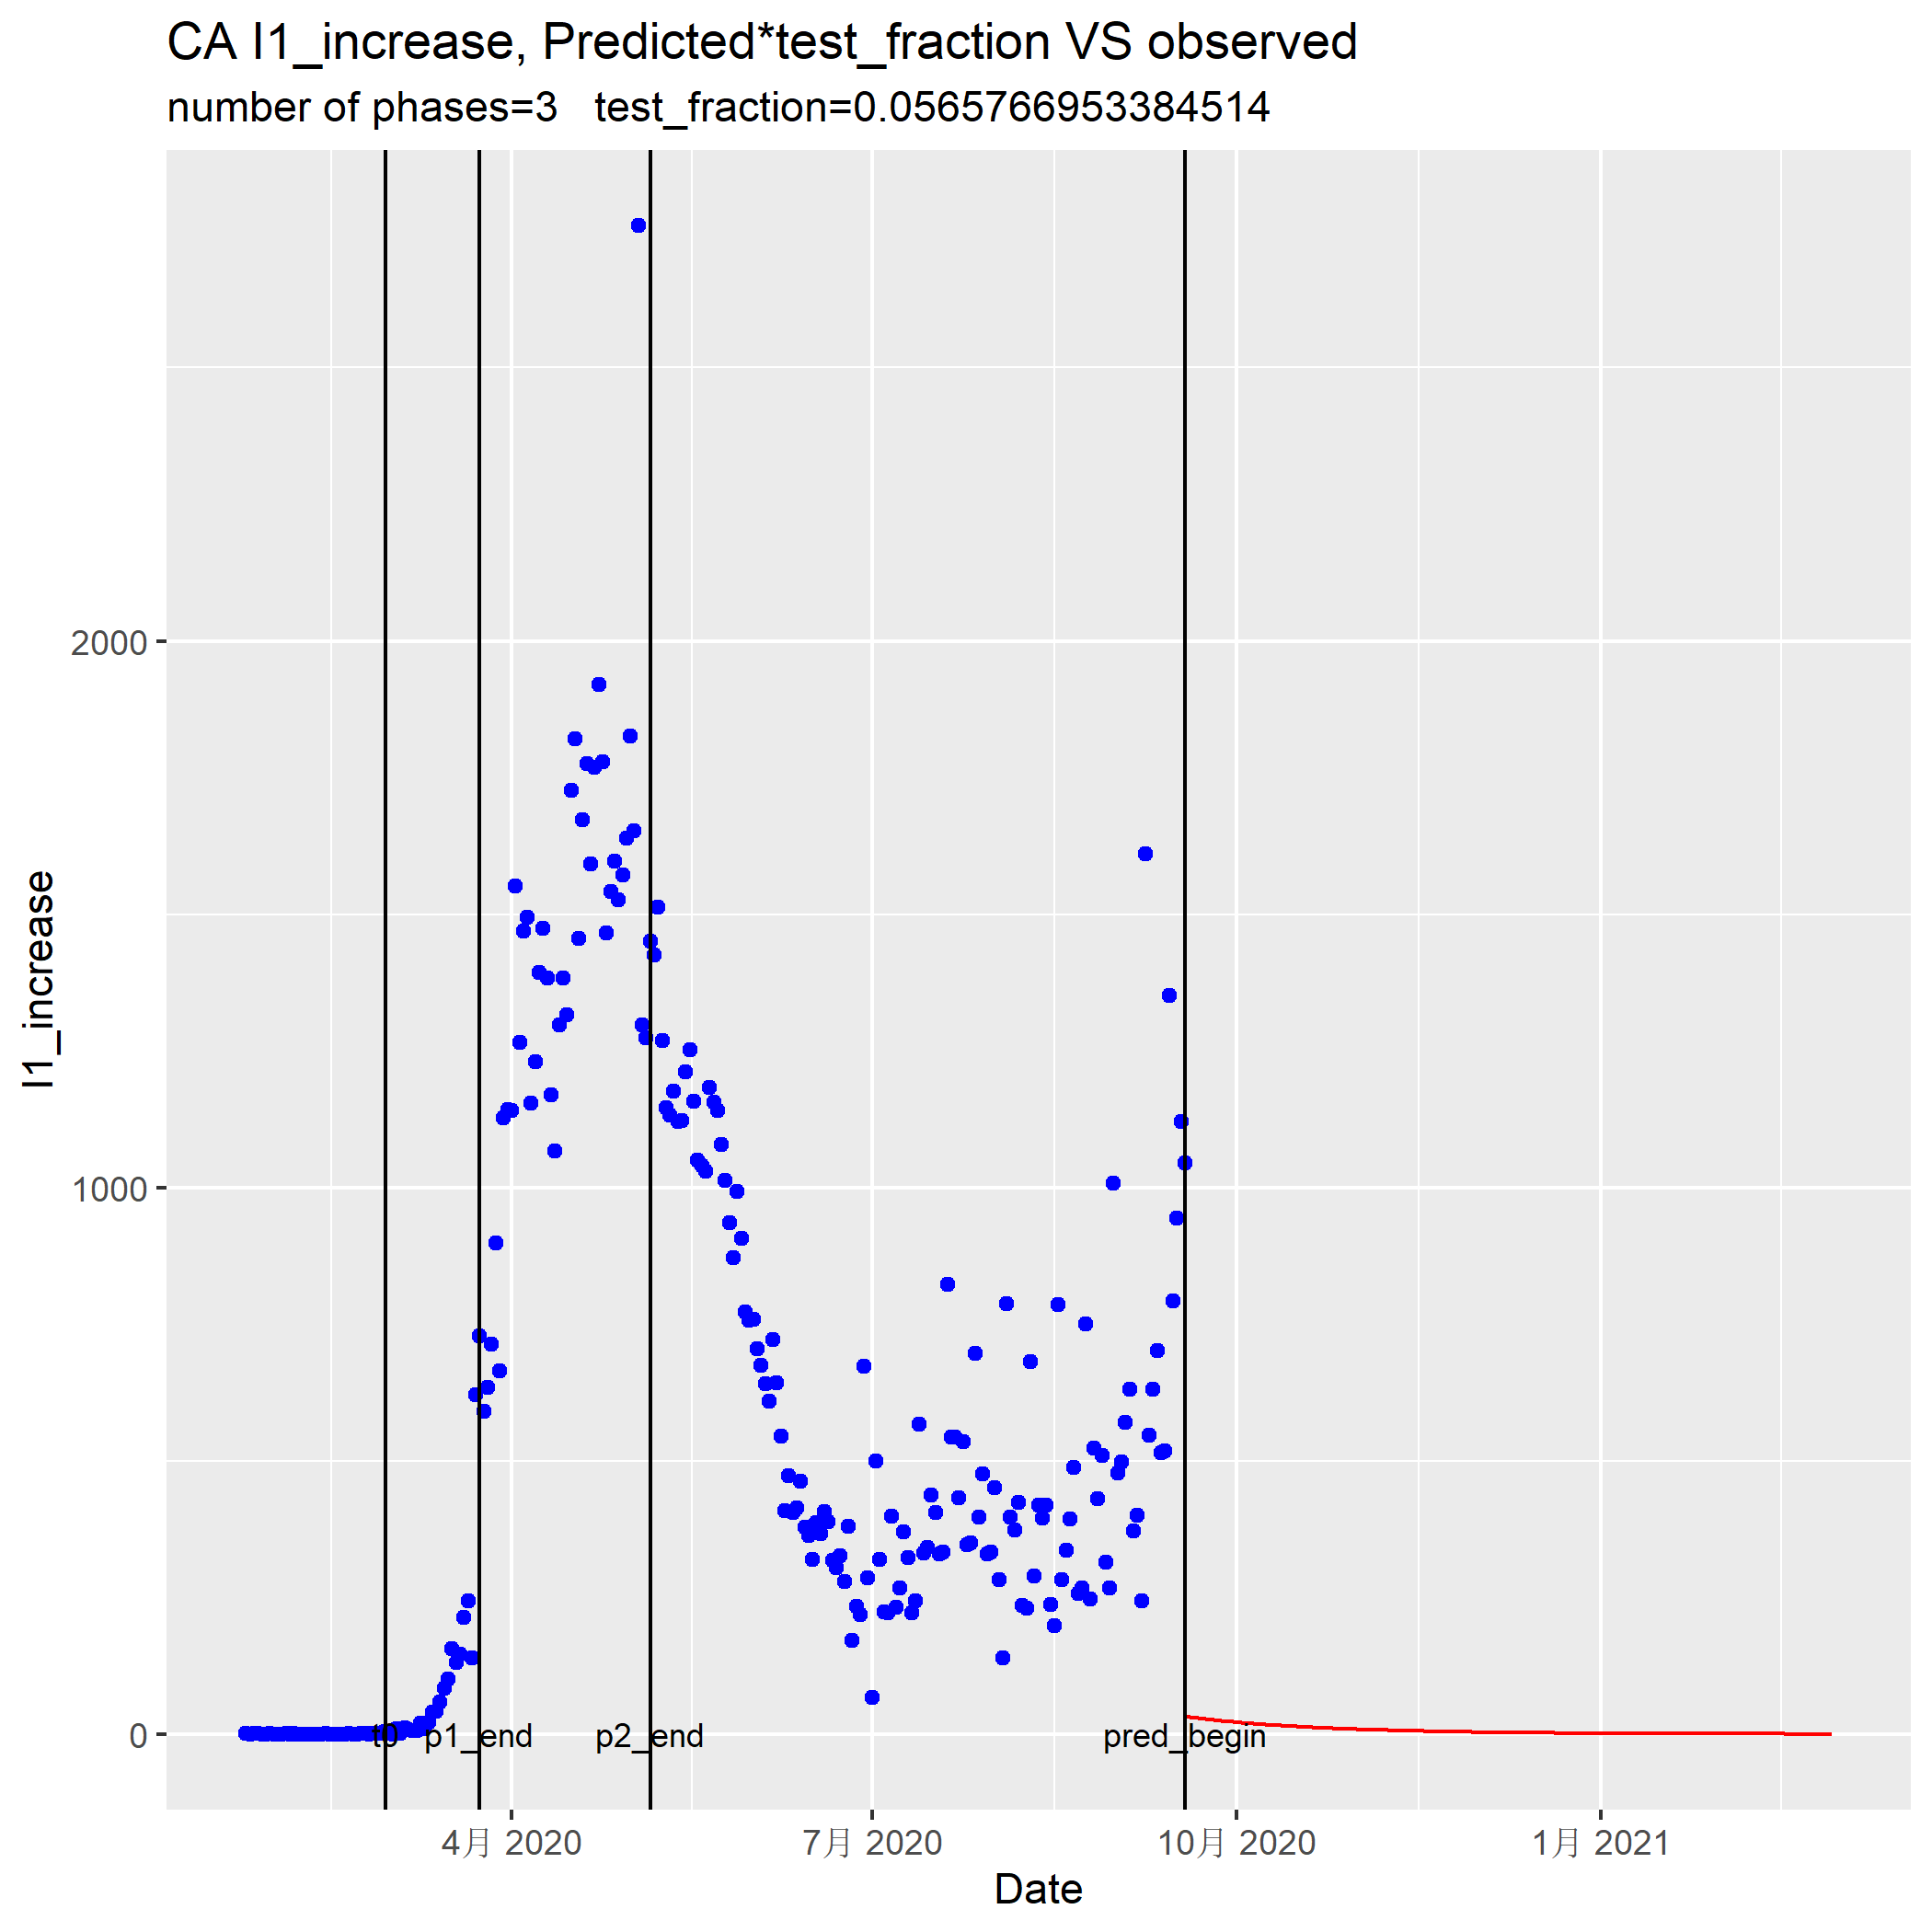 CA I1_increase, Predicted*test_fraction VS observed
number of phases=3 test_fraction=0.0565766953384514
I1_increase
2000
1000
0
t0 p1_end p2_end pred_begin
4月 2020 7月 2020 10月 2020 1月 2021
Date